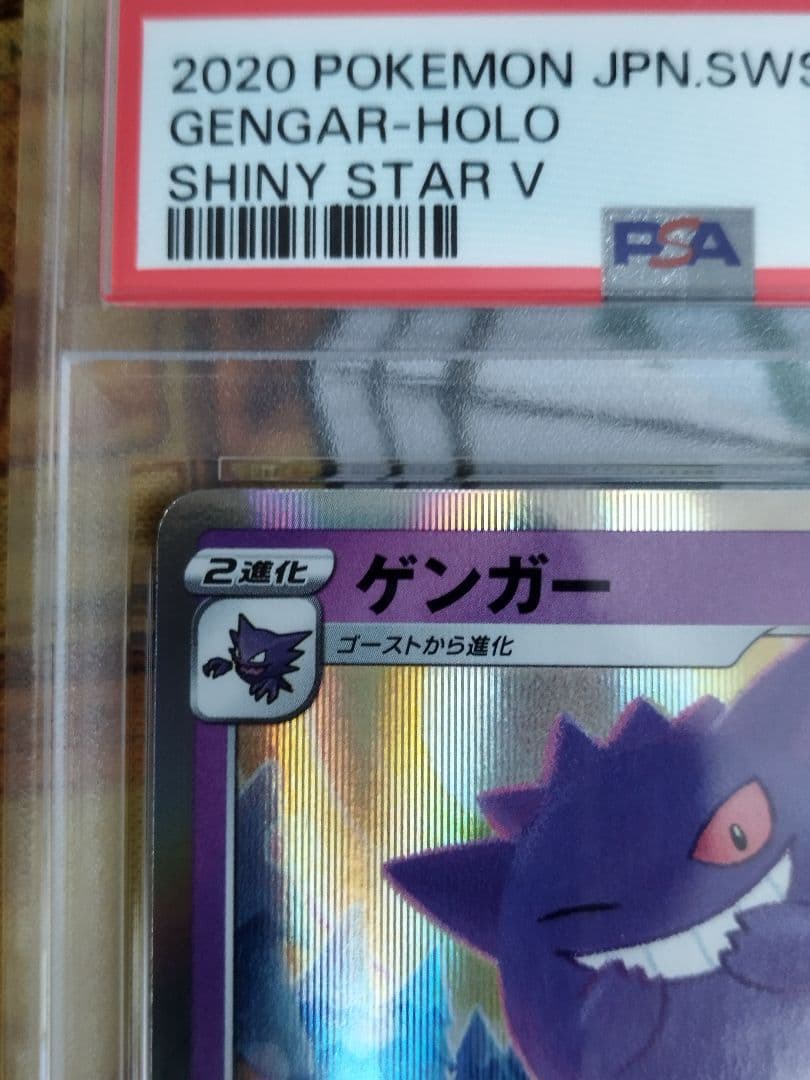 2020 POKEMON JPN.SWS
GENGAR-HOLO
SHINY STAR V
PSA
2進化
ゲンガー
ゴーストから進化